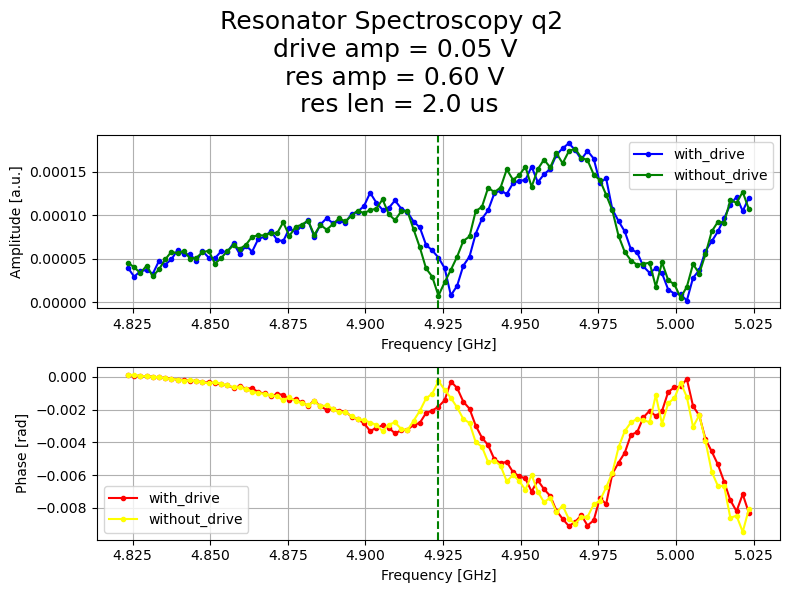 Resonator Spectroscopy q2
drive amp = 0.05 V
res amp = 0.60 V
res len = 2.0 us
Amplitude [a.u.]
0.00015
0.00010
0.00005
0.00000
with_drive
without_drive
4.825 4.850 4.875 4.900 4.925 4.950 4.975 5.000 5.025
Frequency [GHz]
Phase [rad]
0.000
−0.002
−0.004
−0.006
−0.008
with_drive
without_drive
4.825 4.850 4.875 4.900 4.925 4.950 4.975 5.000 5.025
Frequency [GHz]